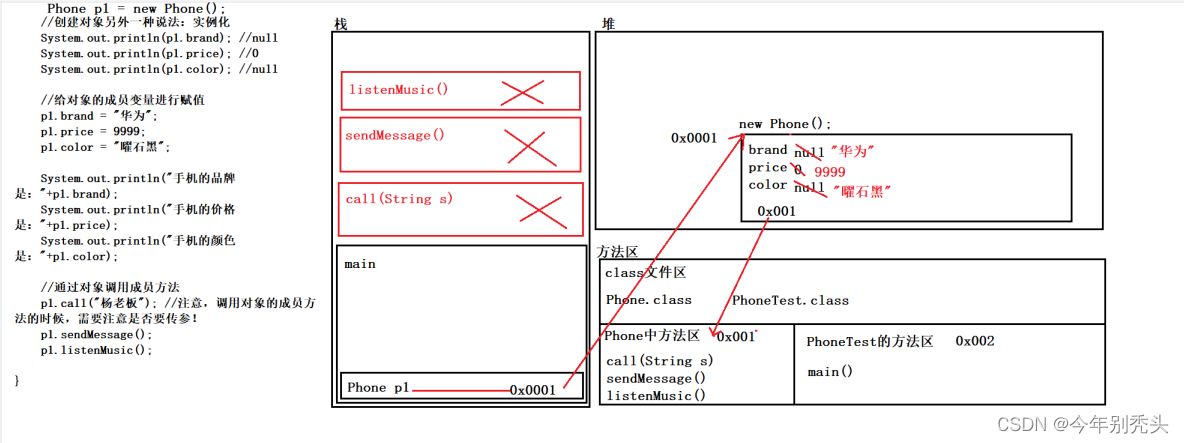 Phone p1 = new Phone();
//创建对象另外一种说法：实例化
System.out.println(p1.brand); //null
System.out.println(p1.price); //0
System.out.println(p1.color); //null
//给对象的成员变量进行赋值
p1.brand = "华为";
p1.price = 9999;
p1.color = "曜石黑";
System.out.println("手机的品牌
是："+p1.brand);
System.out.println("手机的价格
是："+p1.price);
System.out.println("手机的颜色
是："+p1.color);
//通过对象调用成员方法
p1.call("杨老板"); //注意，调用对象的成员方
法的时候，需要注意是否要传参！
p1.sendMessage();
p1.listenMusic();
}
栈
listenMusic()
sendMessage()
call(String s)
main
Phone p1 0x0001
堆
new Phone();
0x0001
brand null "华为"
price 0 9999
color null "曜石黑"
0x001
方法区
class文件区
Phone.class PhoneTest.class
Phone中方法区 0x001
call(String s)
sendMessage()
listenMusic()
PhoneTest的方法区 0x002
main()
CSDN @今年别秃头